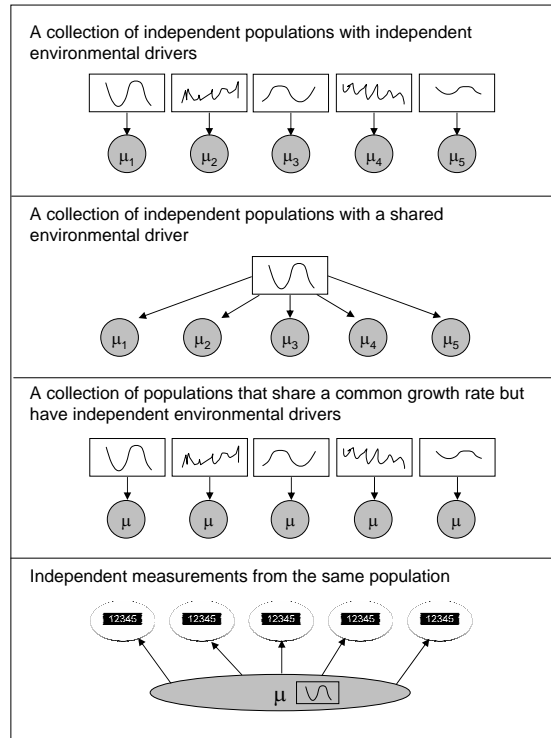 A collection of independent populations with independent
environmental drivers
μ1 μ2 μ3 μ4 μ5
A collection of independent populations with a shared
environmental driver
μ1 μ2 μ3 μ4 μ5
A collection of populations that share a common growth rate but
have independent environmental drivers
μ μ μ μ μ
Independent measurements from the same population
12345 12345 12345 12345 12345
μ